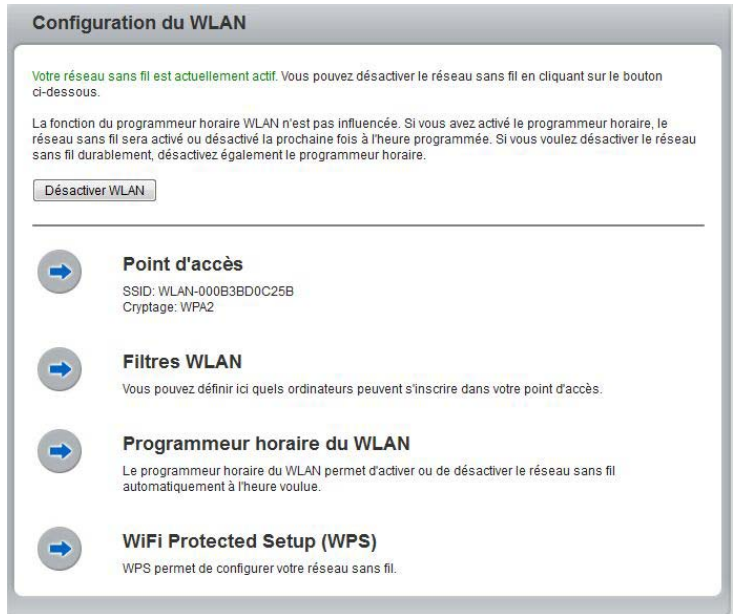 Configuration du WLAN
Votre réseau sans fil est actuellement actif. Vous pouvez désactiver le réseau sans fil en cliquant sur le bouton
ci-dessous.
La fonction du programmeur horaire WLAN n'est pas influencée. Si vous avez activé le programmeur horaire, le
réseau sans fil sera activé ou désactivé la prochaine fois à l'heure programmée. Si vous voulez désactiver le réseau
sans fil durablement, désactivez également le programmeur horaire.
Désactiver WLAN
Point d'accès
SSID: WLAN-000B3BD0C25B
Cryptage: WPA2
Filtres WLAN
Vous pouvez définir ici quels ordinateurs peuvent s'inscrire dans votre point d'accès.
Programmeur horaire du WLAN
Le programmeur horaire du WLAN permet d'activer ou de désactiver le réseau sans fil
automatiquement à l'heure voulue.
WiFi Protected Setup (WPS)
WPS permet de configurer votre réseau sans fil.